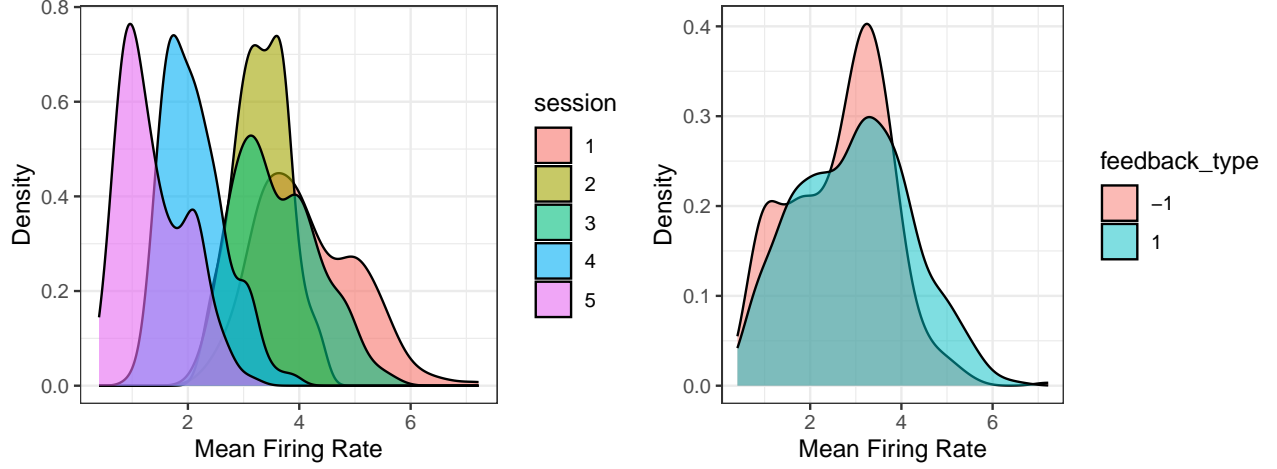 0.8
0.6
0.4
0.2
0.0
Density
2 4 6
Mean Firing Rate
session
1
2
3
4
5
0.4
0.3
0.2
0.1
0.0
Density
2 4 6
Mean Firing Rate
feedback_type
−1
1